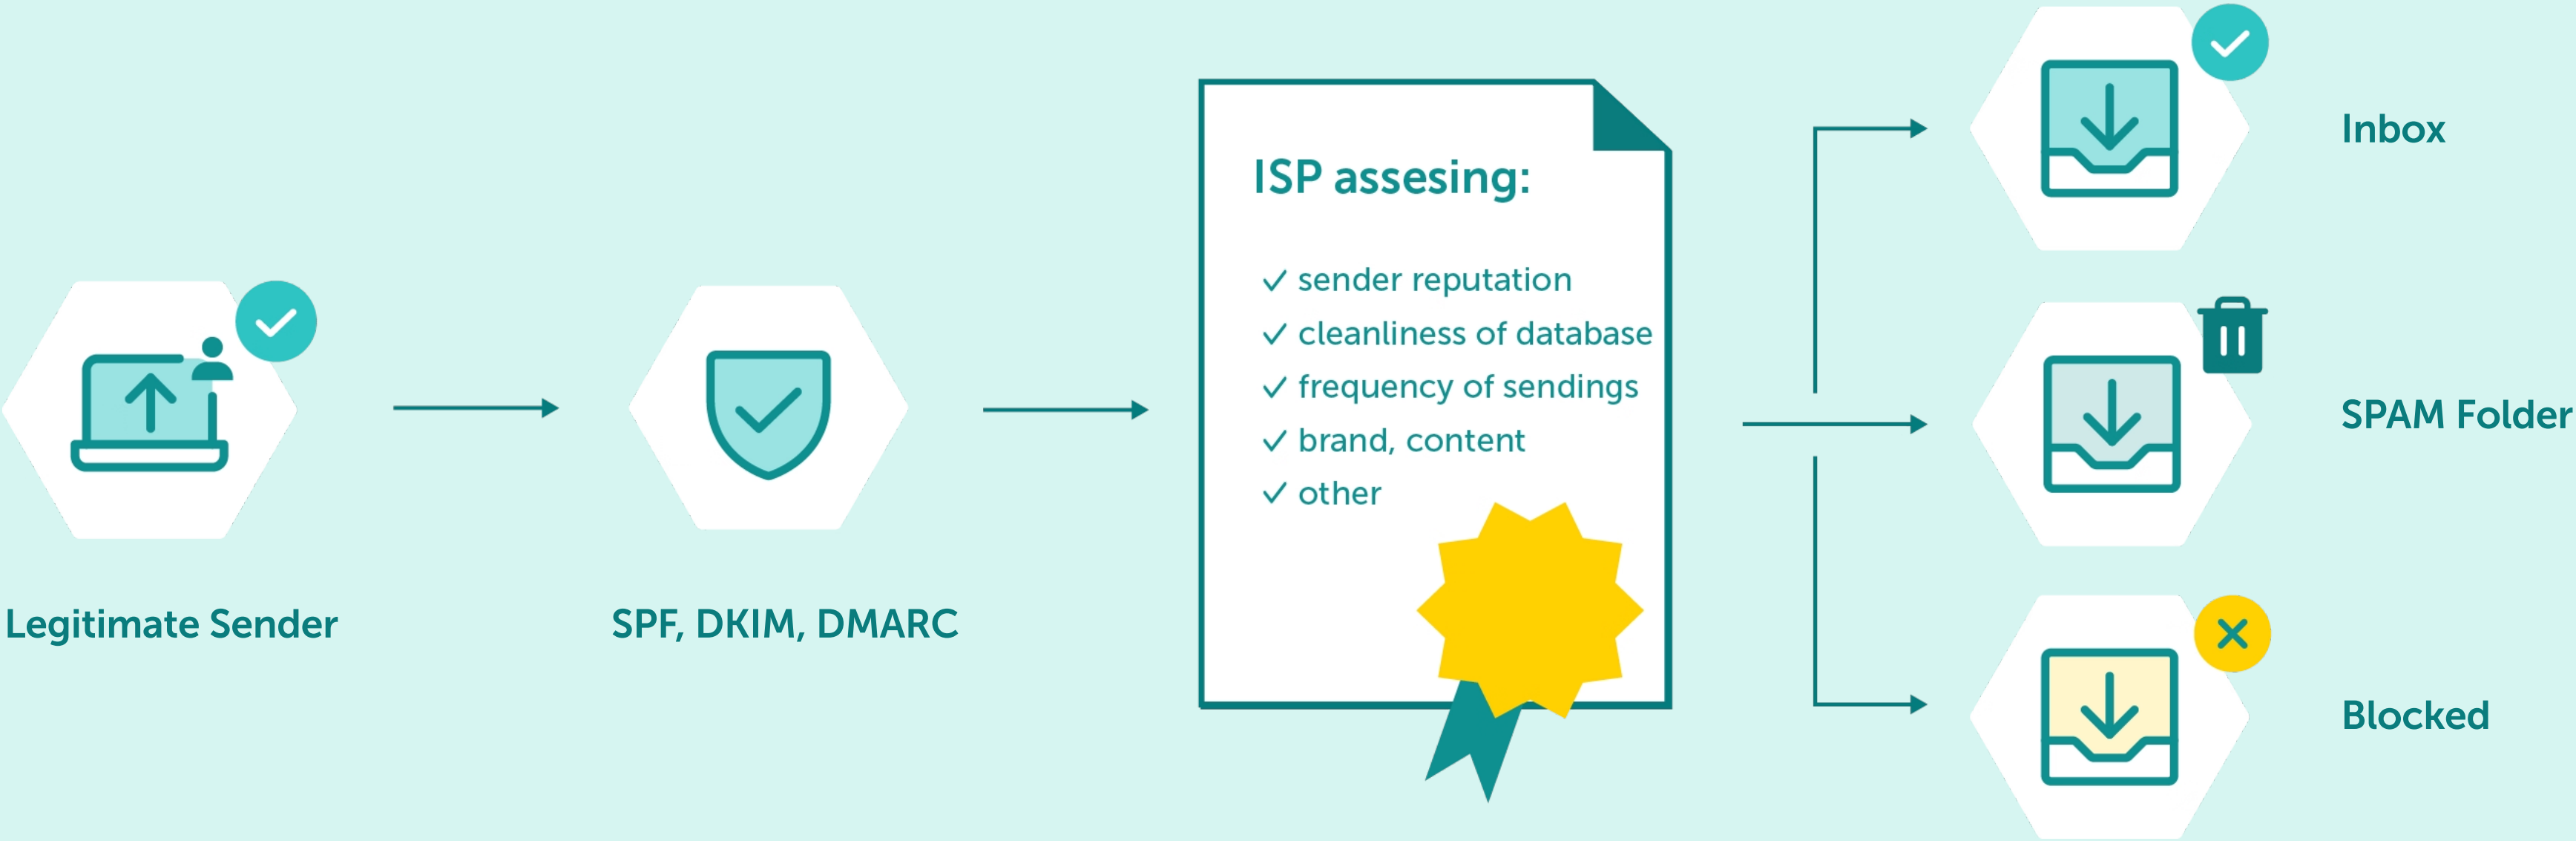 Legitimate Sender
SPF, DKIM, DMARC
ISP assesing:
sender reputation
cleanliness of database
frequency of sendings
brand, content
other
Inbox
SPAM Folder
Blocked